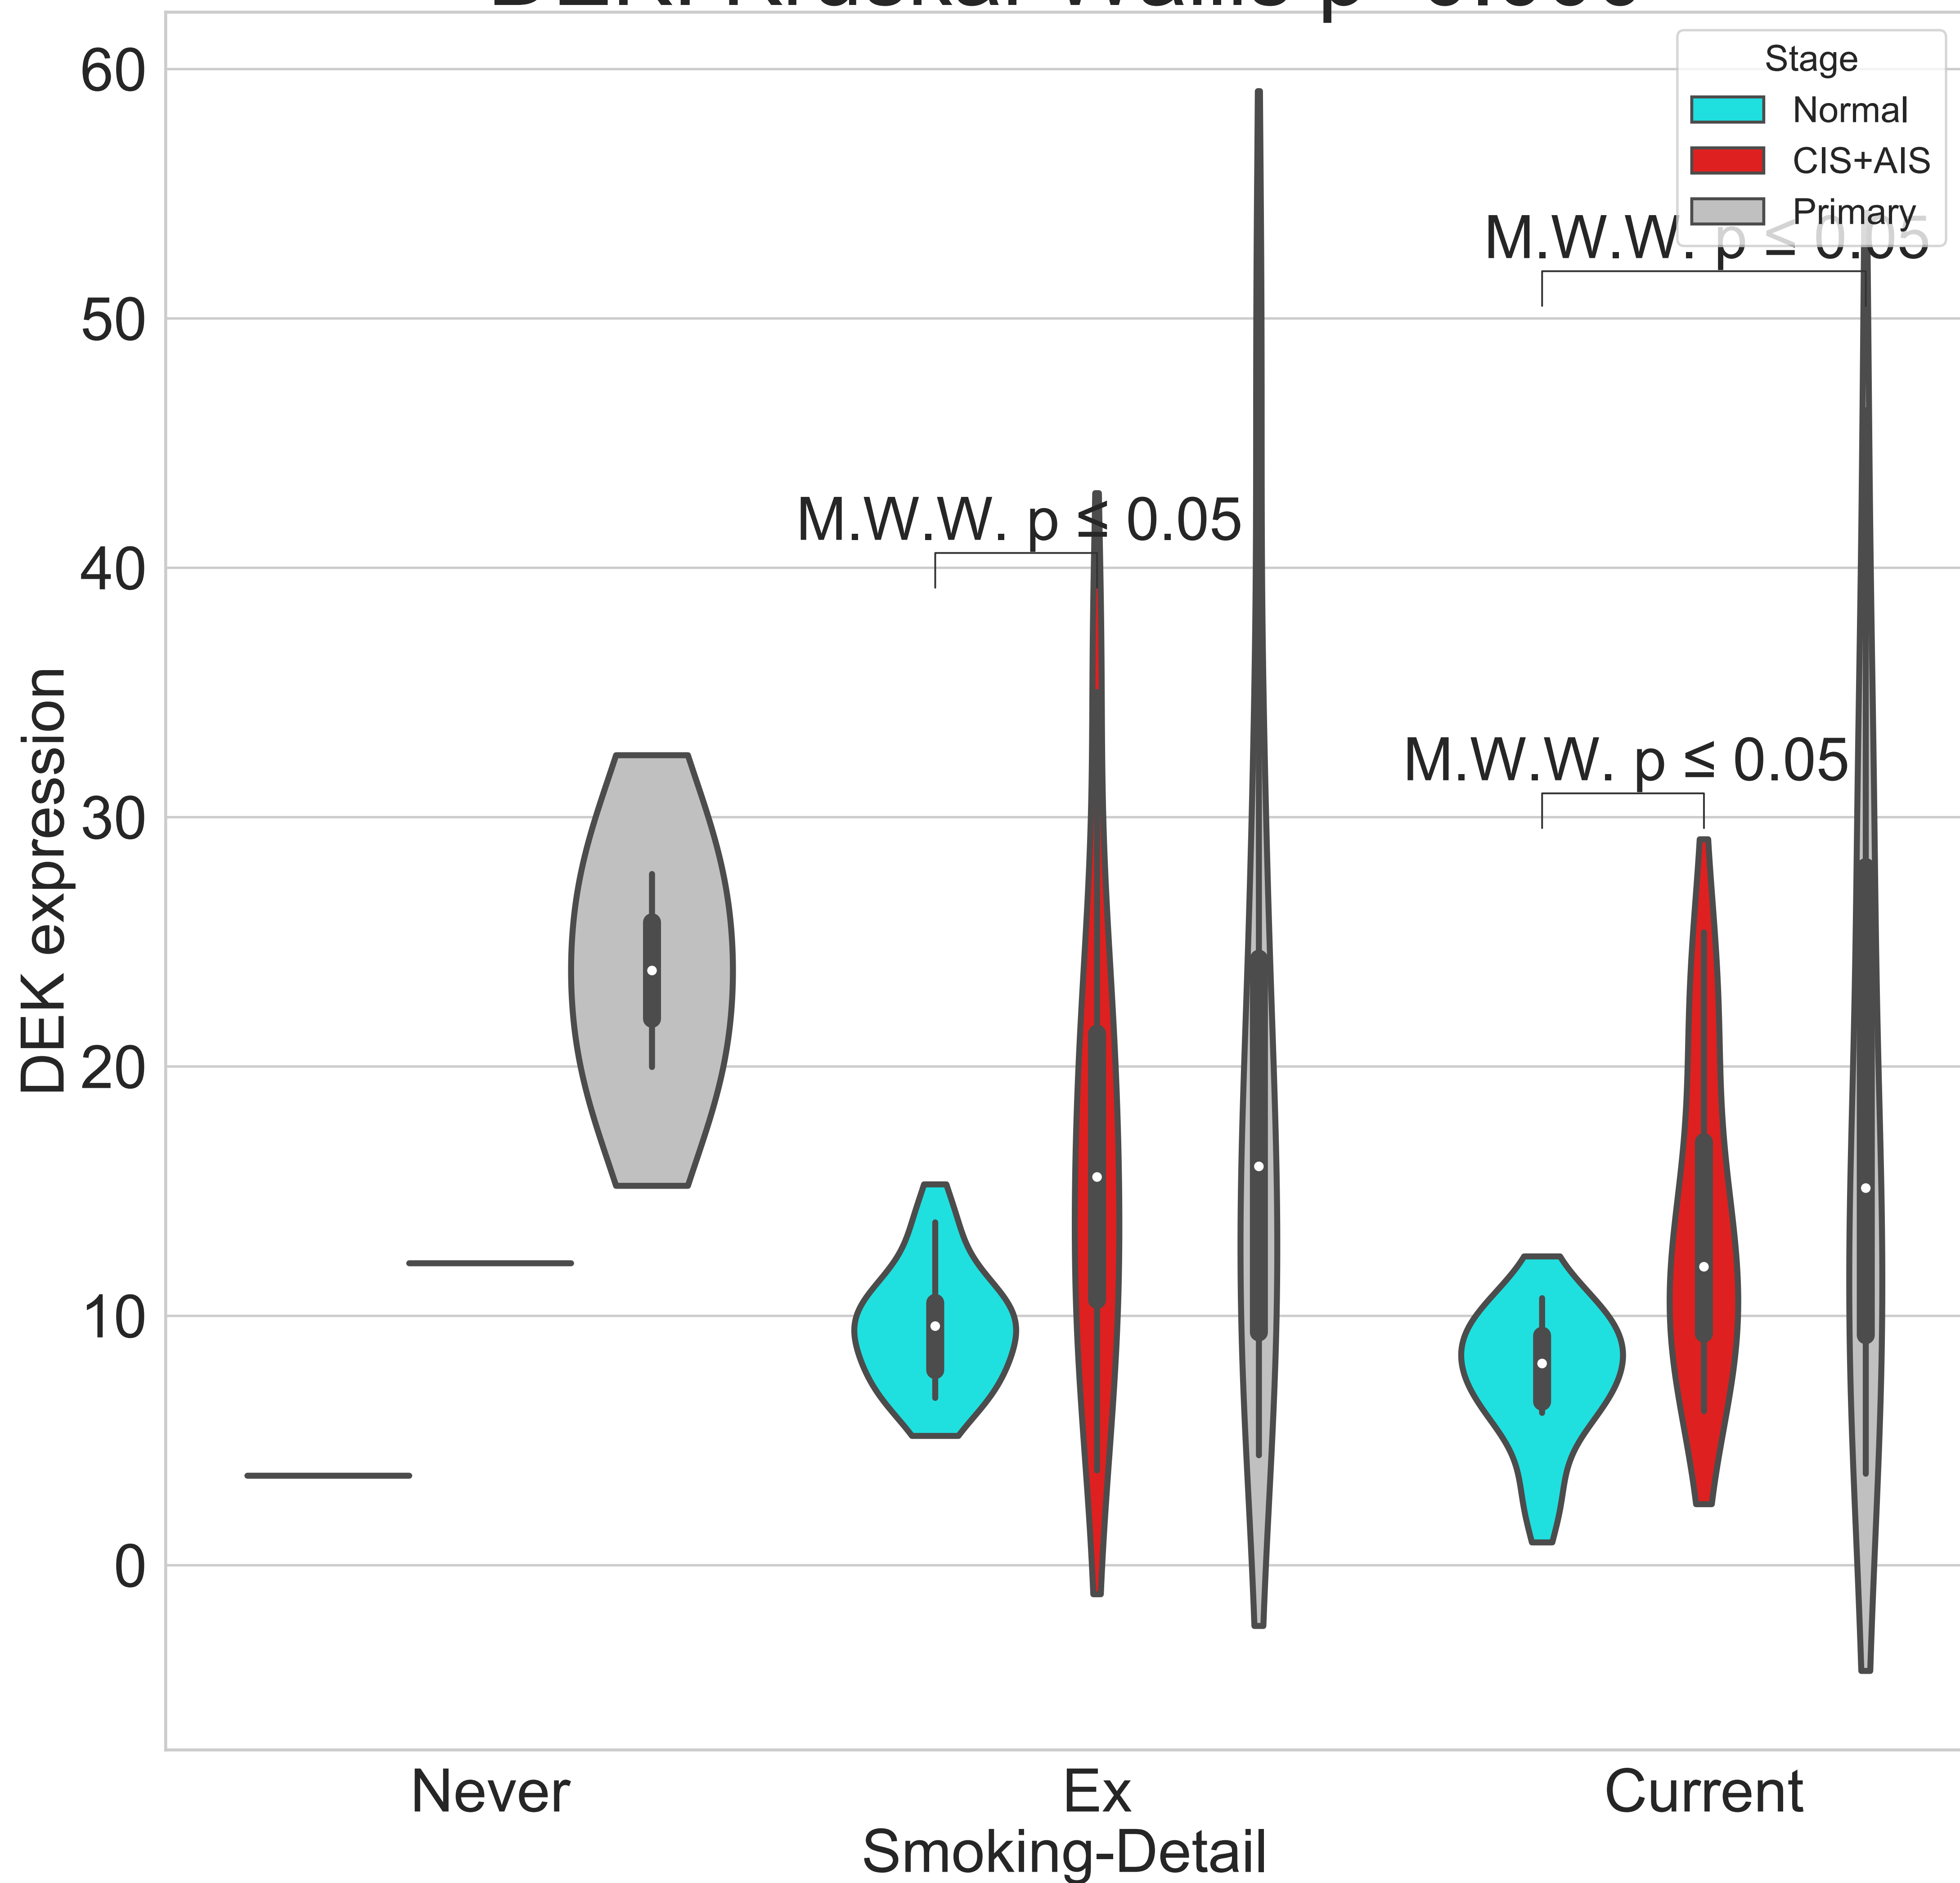 60
50
40
30
20
10
0
DEK expression
Stage
Normal
CIS+AIS
Primary
M.W.W. p ≤ 0.05
M.W.W. p ≤ 0.05
M.W.W. p ≤ 0.05
Never
Ex
Current
Smoking-Detail